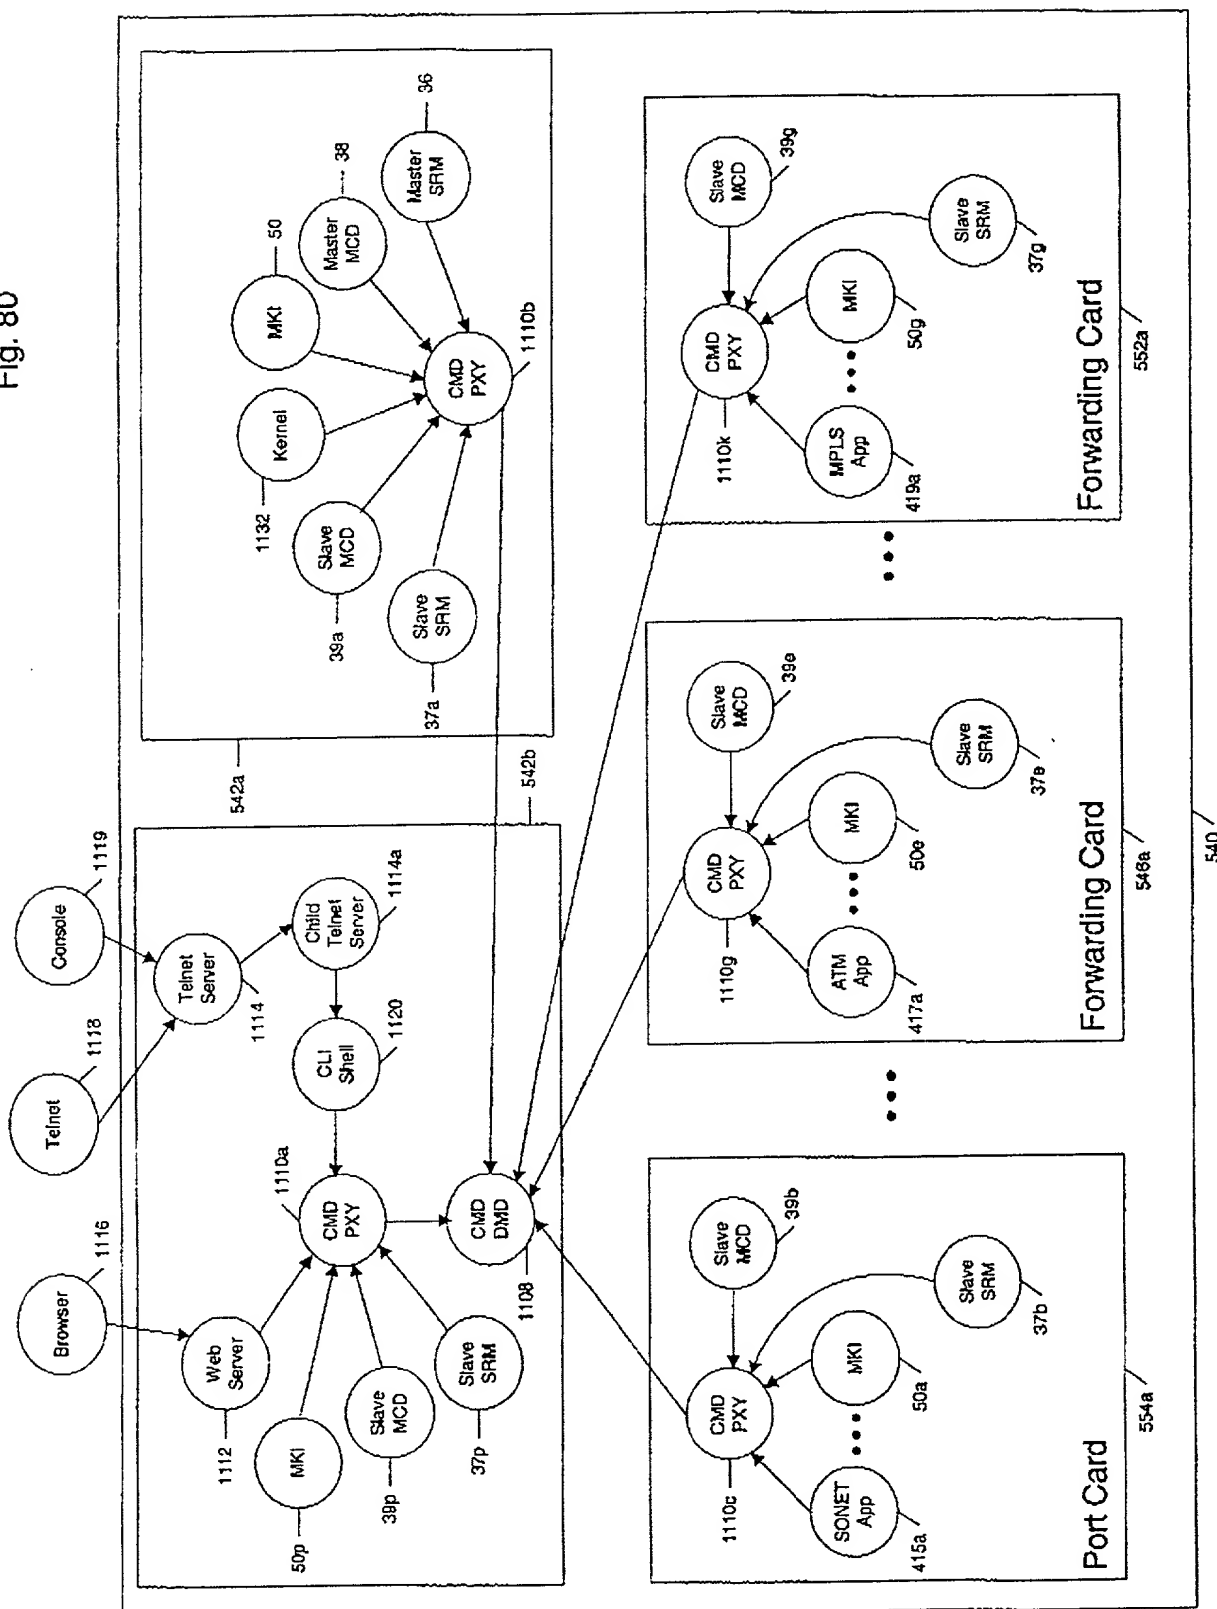 Fig. 80
Browser
1116
Telnet
1118
Console
1119
Web
Server
1112
Telnet
Server
1114
Child
Telnet
Server
1114a
CLI
Shell
1120
CMD
PXY
1110a
MKI
50p
Slave
MCD
39p
Slave
SRM
37p
CMD
DMD
1108
542b
542a
Slave
SRM
37a
Slave
MCD
39a
Kernel
1132
MKI
50
Master
MCD
38
Master
SRM
36
CMD
PXY
1110b
CMD
PXY
1110c
Slave
MCD
39b
SONET
App
415a
MKI
50a
Slave
SRM
37b
Port Card
554a
CMD
PXY
1110g
Slave
MCD
39e
ATM
App
417a
MKI
50e
Slave
SRM
37e
Forwarding Card
546a
CMD
PXY
1110k
Slave
MCD
39g
MPLS
App
419a
MKI
50g
Slave
SRM
37g
Forwarding Card
552a
540